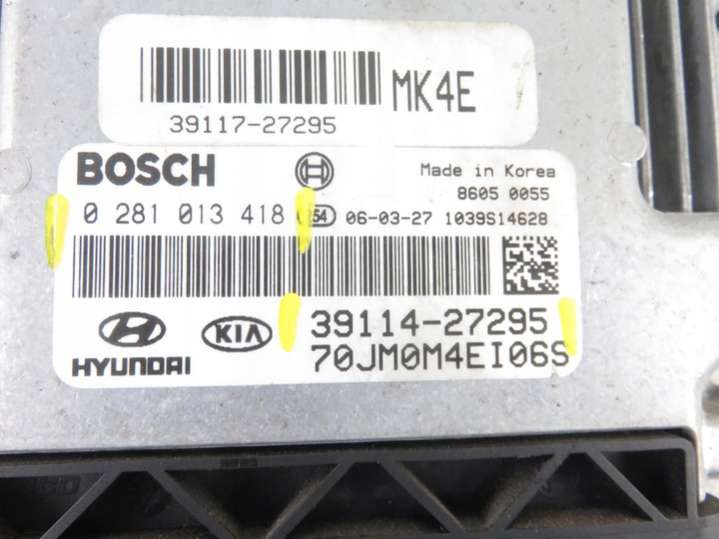 MK4E
39117-27295
BOSCH
Made in Korea
8605 0055
0 281 013 418 254 06-03-27 1039S14628
HYUNDAI KIA 39114-27295
70JM0M4EI06S